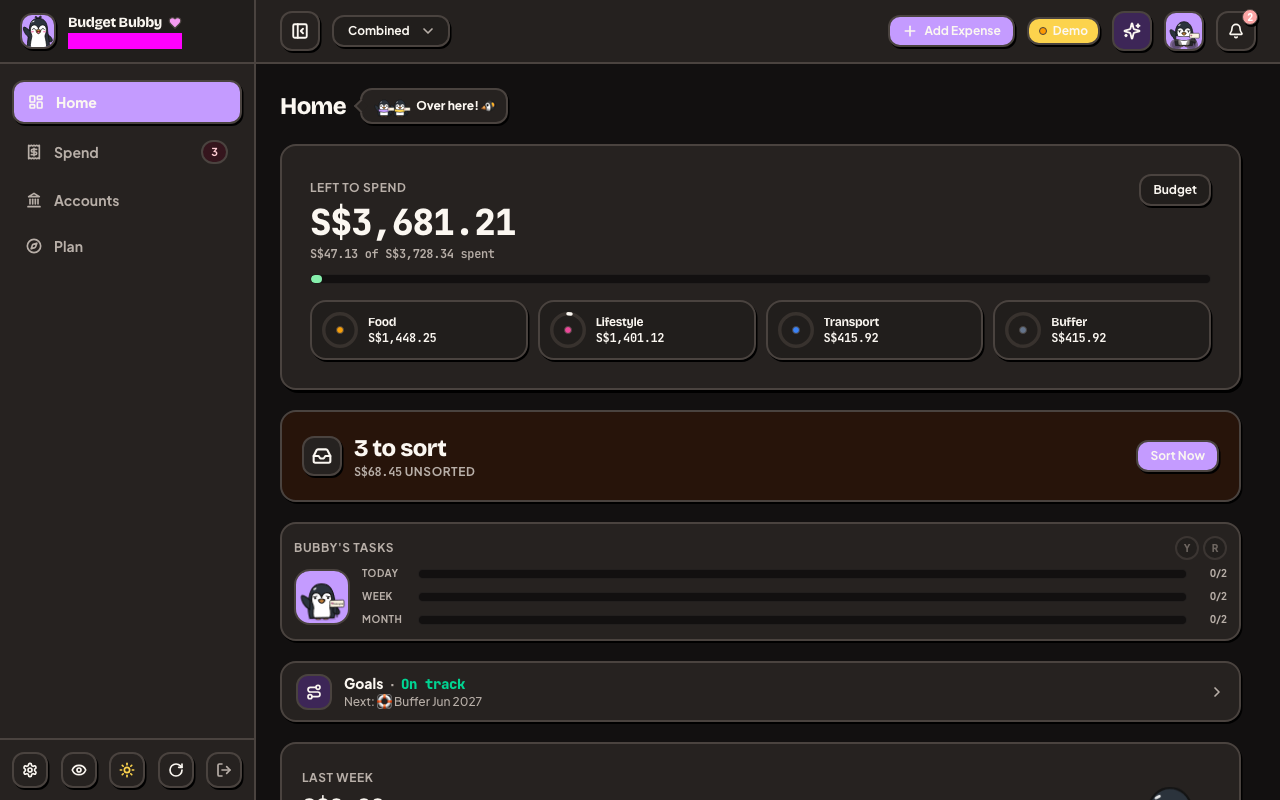 Budget Bubby
Combined
Add Expense
Demo
2
Home
Spend
3
Accounts
Plan
Home
Over here!
LEFT TO SPEND
Budget
S$3,681.21
S$47.13 of S$3,728.34 spent
Food
S$1,448.25
Lifestyle
S$1,401.12
Transport
S$415.92
Buffer
S$415.92
3 to sort
S$68.45 UNSORTED
Sort Now
BUBBY'S TASKS
Y R
TODAY 0/2
WEEK 0/2
MONTH 0/2
Goals · On track
Next: Buffer Jun 2027
LAST WEEK